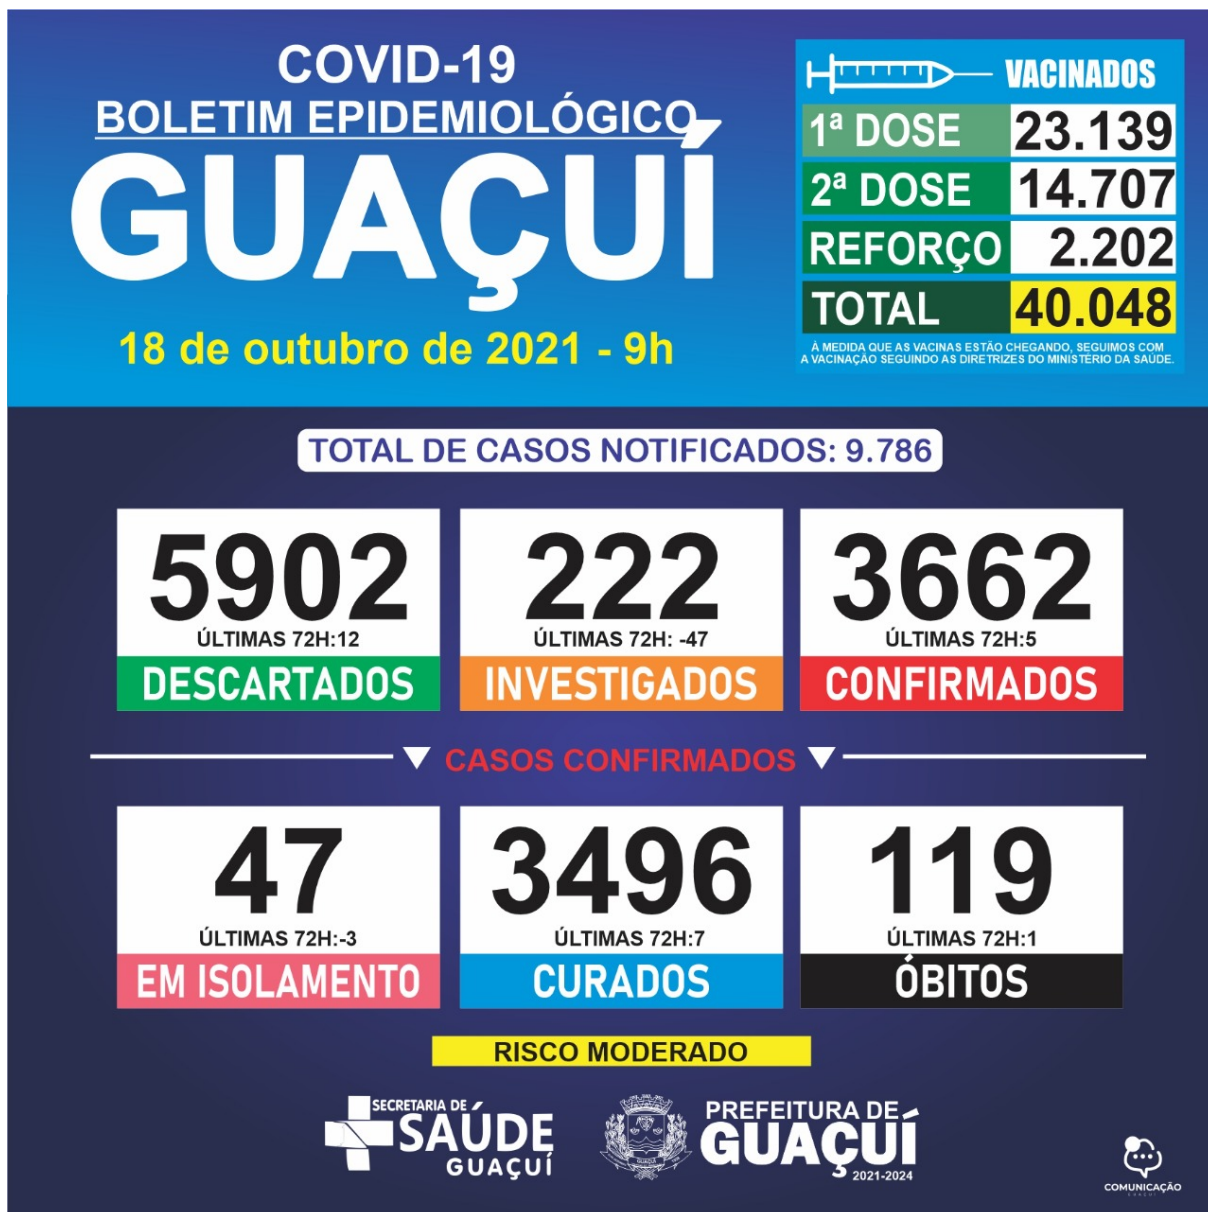 COVID-19
BOLETIM EPIDEMIOLÓGICO
GUAÇUÍ
18 de outubro de 2021 - 9h
VACINADOS
1ª DOSE 23.139
2ª DOSE 14.707
REFORÇO 2.202
TOTAL 40.048
À MEDIDA QUE AS VACINAS ESTÃO CHEGANDO, SEGUIMOS COM
A VACINAÇÃO SEGUINDO AS DIRETRIZES DO MINISTÉRIO DA SAÚDE.
TOTAL DE CASOS NOTIFICADOS: 9.786
5902
ÚLTIMAS 72H:12
DESCARTADOS
222
ÚLTIMAS 72H: -47
INVESTIGADOS
3662
ÚLTIMAS 72H:5
CONFIRMADOS
CASOS CONFIRMADOS
47
ÚLTIMAS 72H:-3
EM ISOLAMENTO
3496
ÚLTIMAS 72H:7
CURADOS
119
ÚLTIMAS 72H:1
ÓBITOS
RISCO MODERADO
SECRETARIA DE
SAÚDE
GUAÇUÍ
PREFEITURA DE
GUAÇUÍ
2021-2024
COMUNICAÇÃO